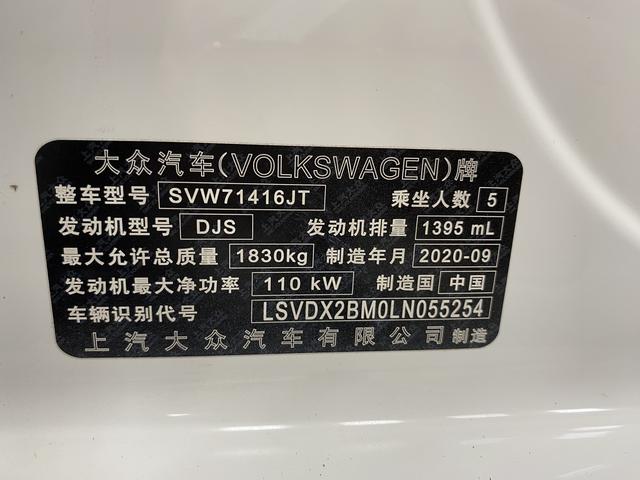 大众汽车(VOLKSWAGEN)牌
整车型号 SVW71416JT 乘坐人数 5
发动机型号 DJS 发动机排量 1395 mL
最大允许总质量 1830kg 制造年月 2020-09
发动机最大净功率 110 kW 制造国 中国
车辆识别代号 LSVDX2BM0LN055254
上汽大众汽车有限公司 制造